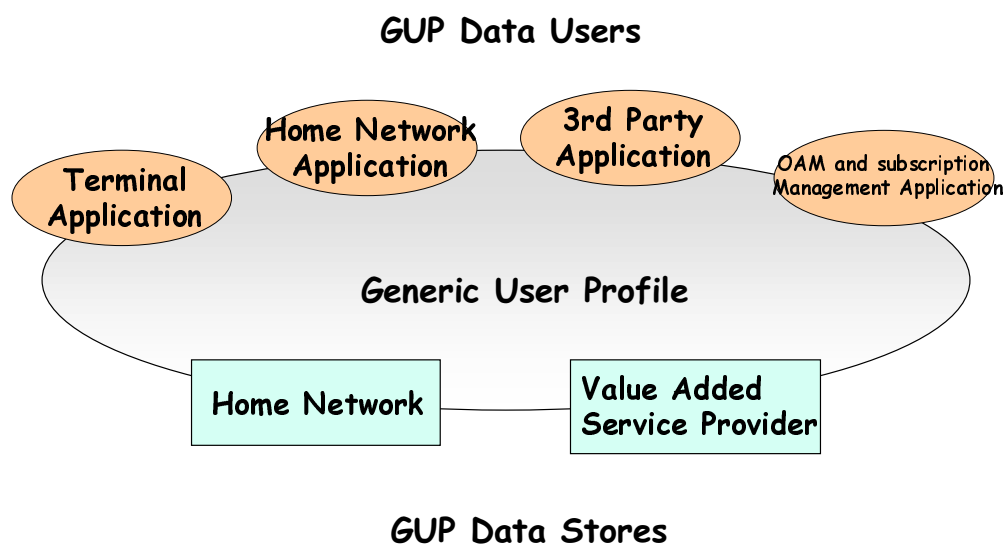 GUP Data Users
Terminal
Application
Home Network
Application
3rd Party
Application
OAM and subscription
Management Application
Generic User Profile
Home Network
Value Added
Service Provider
GUP Data Stores